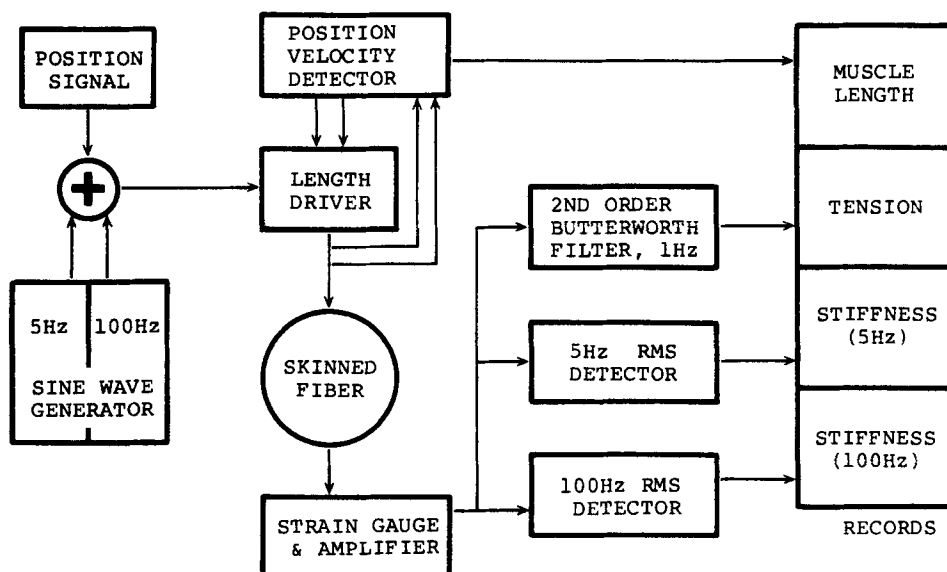 POSITION
SIGNAL
POSITION
VELOCITY
DETECTOR
MUSCLE
LENGTH
+
LENGTH
DRIVER
2ND ORDER
BUTTERWORTH
FILTER, 1Hz
TENSION
5Hz
100Hz
SINE WAVE
GENERATOR
SKINNED
FIBER
5Hz RMS
DETECTOR
STIFFNESS
(5Hz)
STRAIN GAUGE
& AMPLIFIER
100Hz RMS
DETECTOR
STIFFNESS
(100Hz)
RECORDS